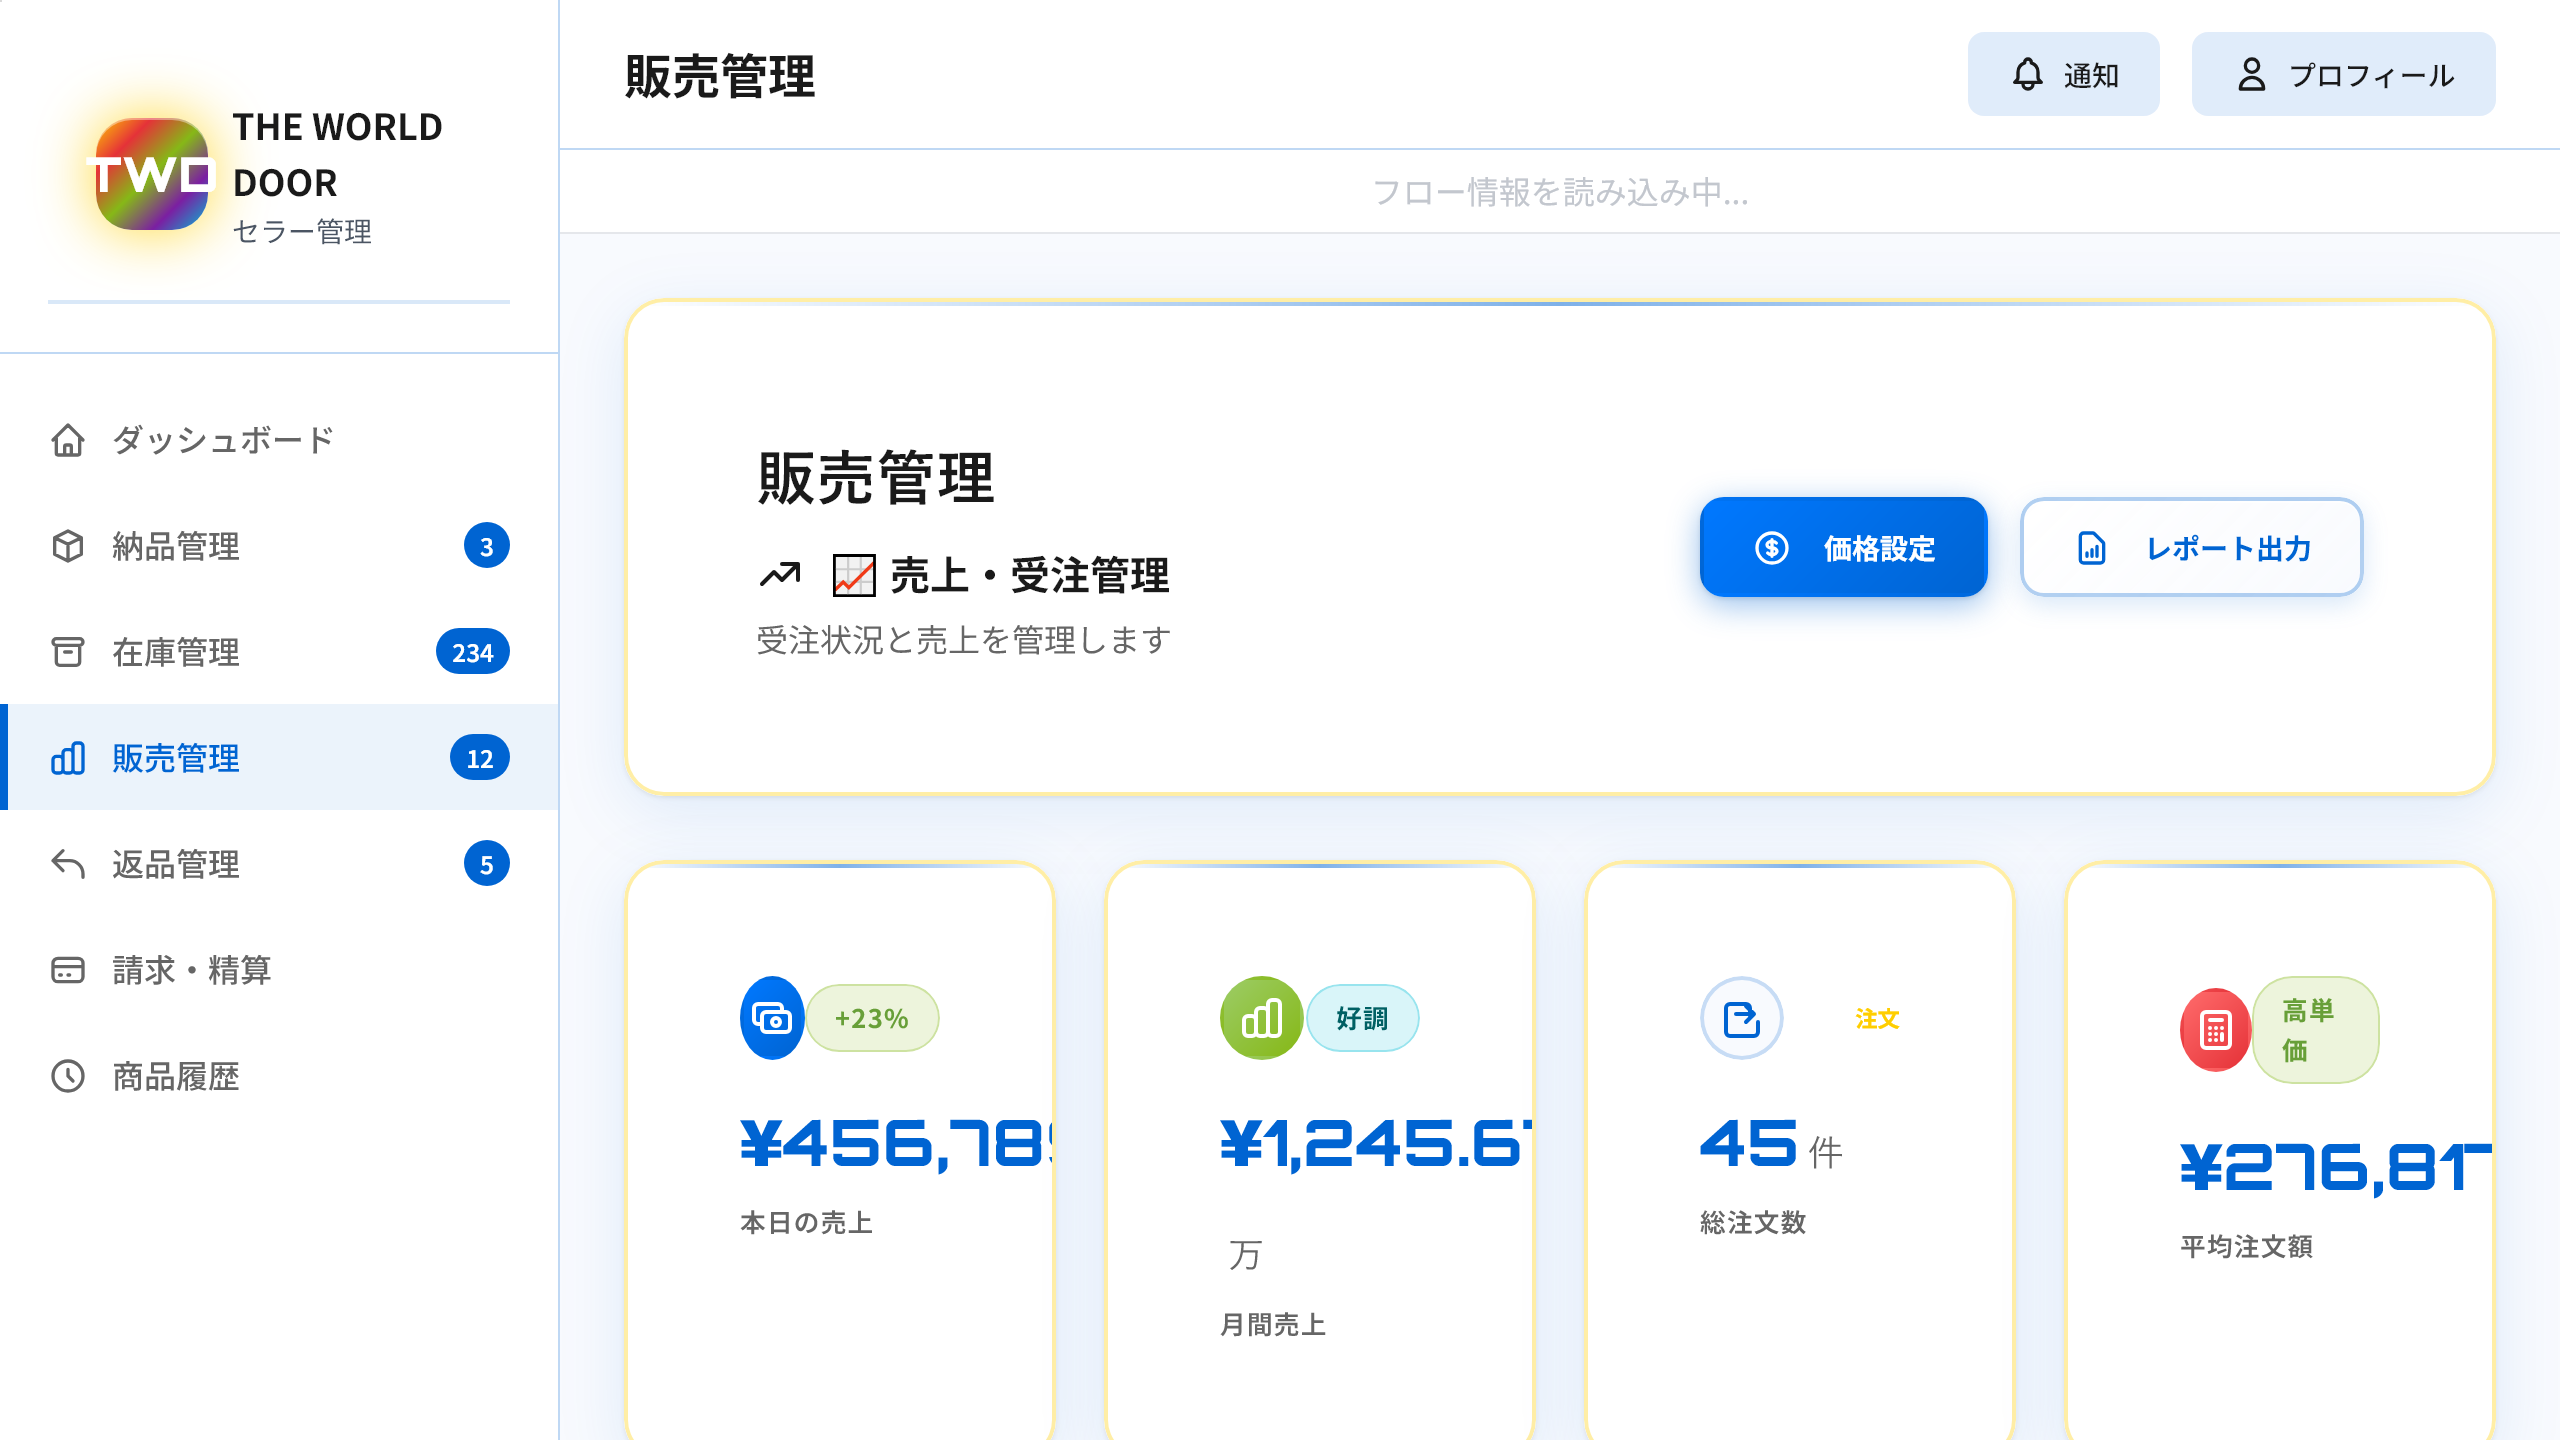 TWD
THE WORLD
DOOR
セラー管理
ダッシュボード
納品管理
3
在庫管理
234
販売管理
12
返品管理
5
請求・精算
商品履歴
販売管理
通知
プロフィール
フロー情報を読み込み中...
販売管理
📈 売上・受注管理
受注状況と売上を管理します
価格設定
レポート出力
+23%
¥456,789
本日の売上
好調
¥1,245.67
万
月間売上
注文
45 件
総注文数
高単
価
¥276,817
平均注文額